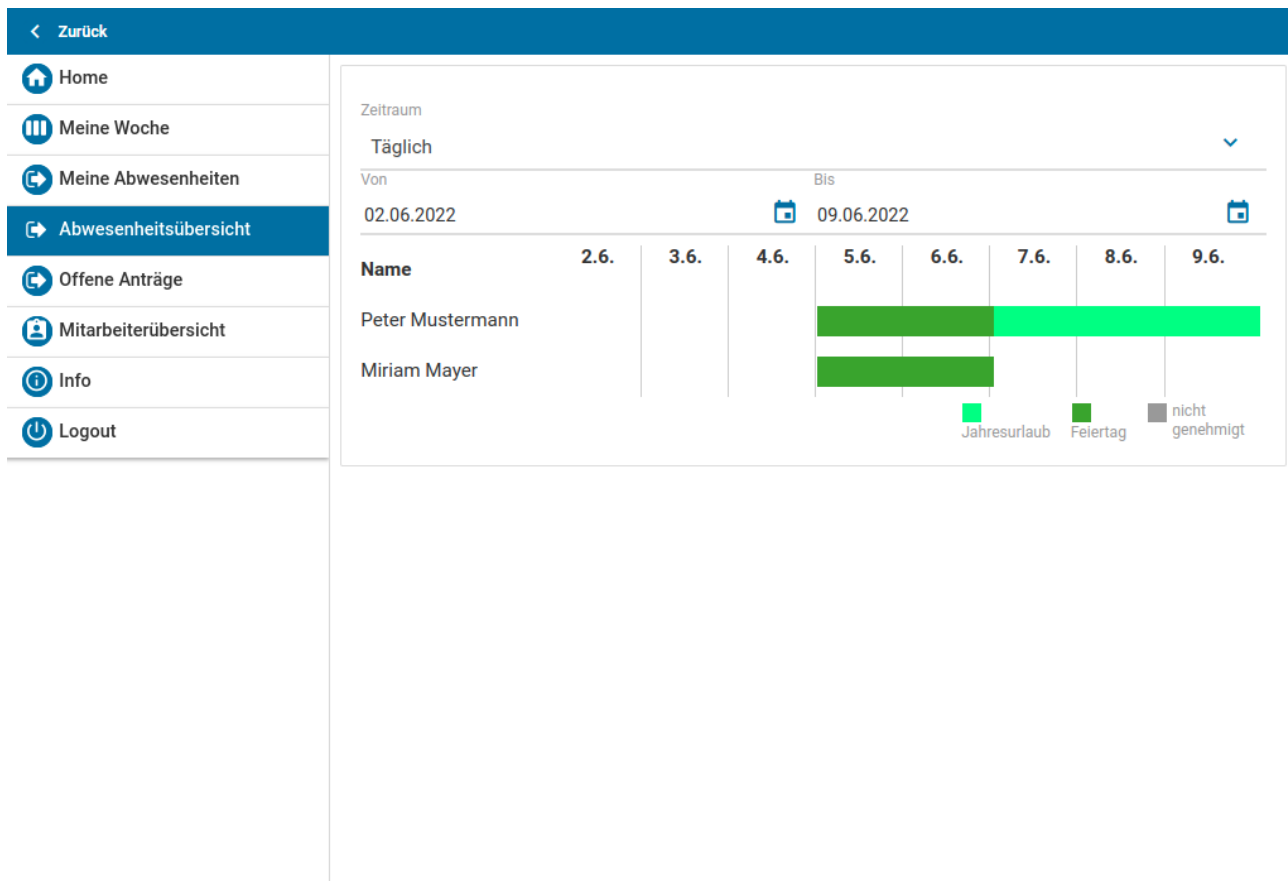 Zurück
Home
Meine Woche
Meine Abwesenheiten
Abwesenheitsübersicht
Offene Anträge
Mitarbeiterübersicht
Info
Logout
Zeitraum
Täglich
Von Bis
02.06.2022 09.06.2022
Name 2.6. 3.6. 4.6. 5.6. 6.6. 7.6. 8.6. 9.6.
Peter Mustermann
Miriam Mayer
Jahresurlaub Feiertag nicht
genehmigt